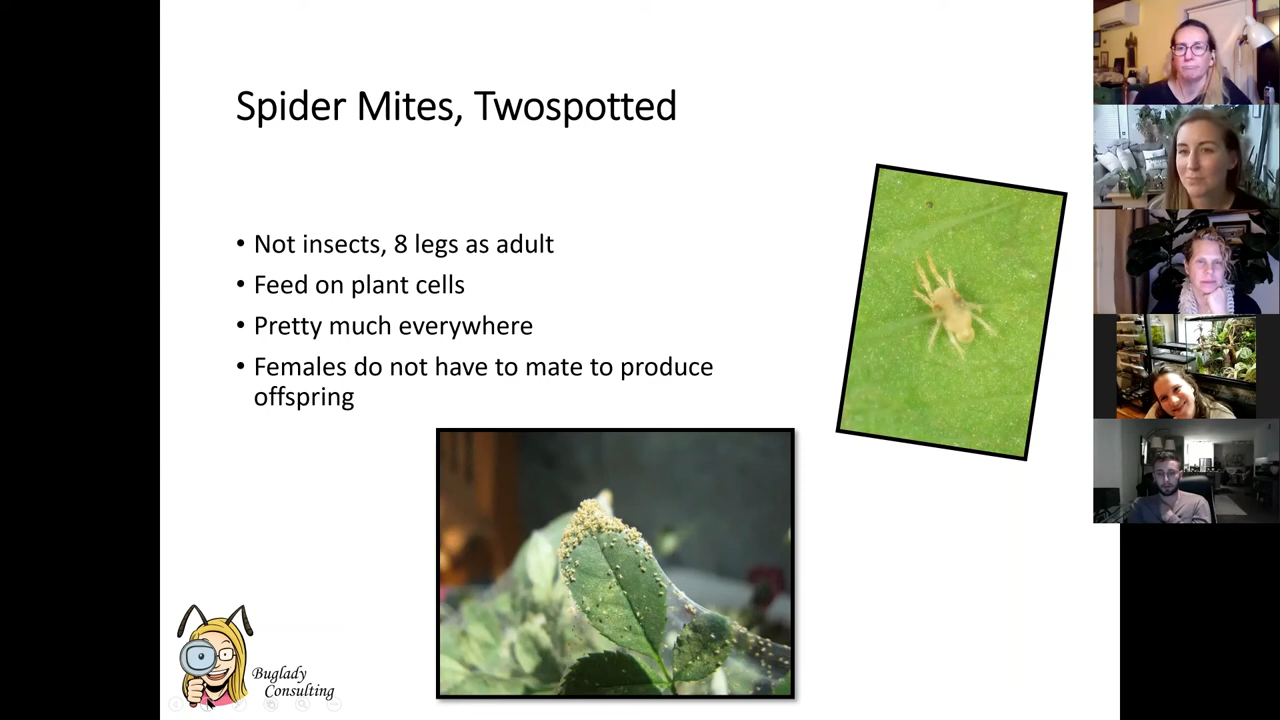 Spider Mites, Twospotted
• Not insects, 8 legs as adult
• Feed on plant cells
• Pretty much everywhere
• Females do not have to mate to produce
offspring
Buglady
Consulting